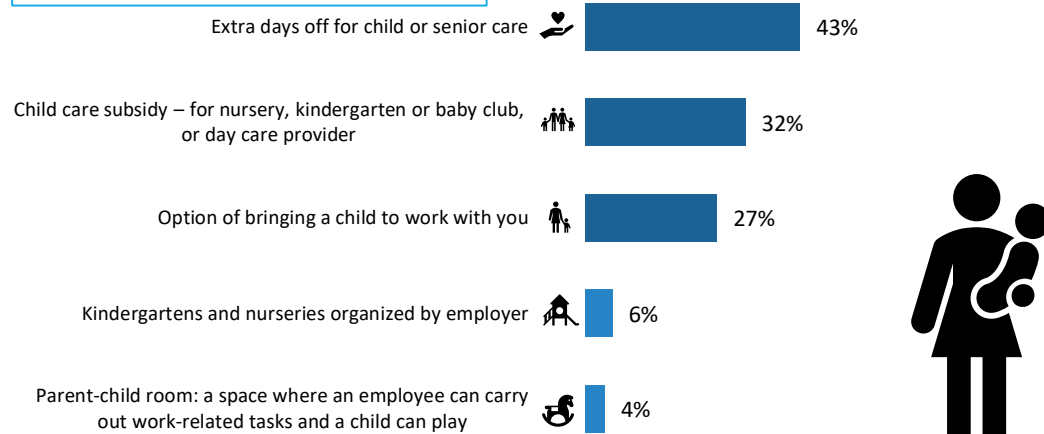 Extra days off for child or senior care
43%
Child care subsidy – for nursery, kindergarten or baby club,
or day care provider
32%
Option of bringing a child to work with you
27%
Kindergartens and nurseries organized by employer
6%
Parent-child room: a space where an employee can carry
out work-related tasks and a child can play
4%